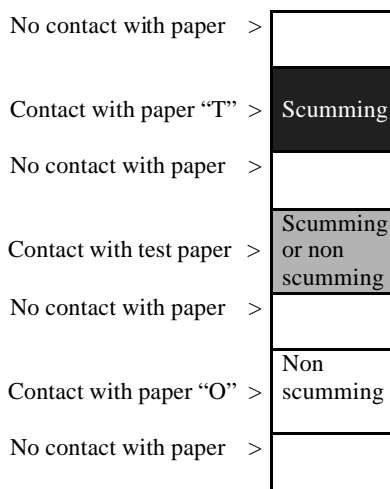 No contact with paper >
Contact with paper “T” > Scumming
No contact with paper >
Scumming
Contact with test paper > or non
scumming
No contact with paper >
Non
Contact with paper “O” > scumming
No contact with paper >